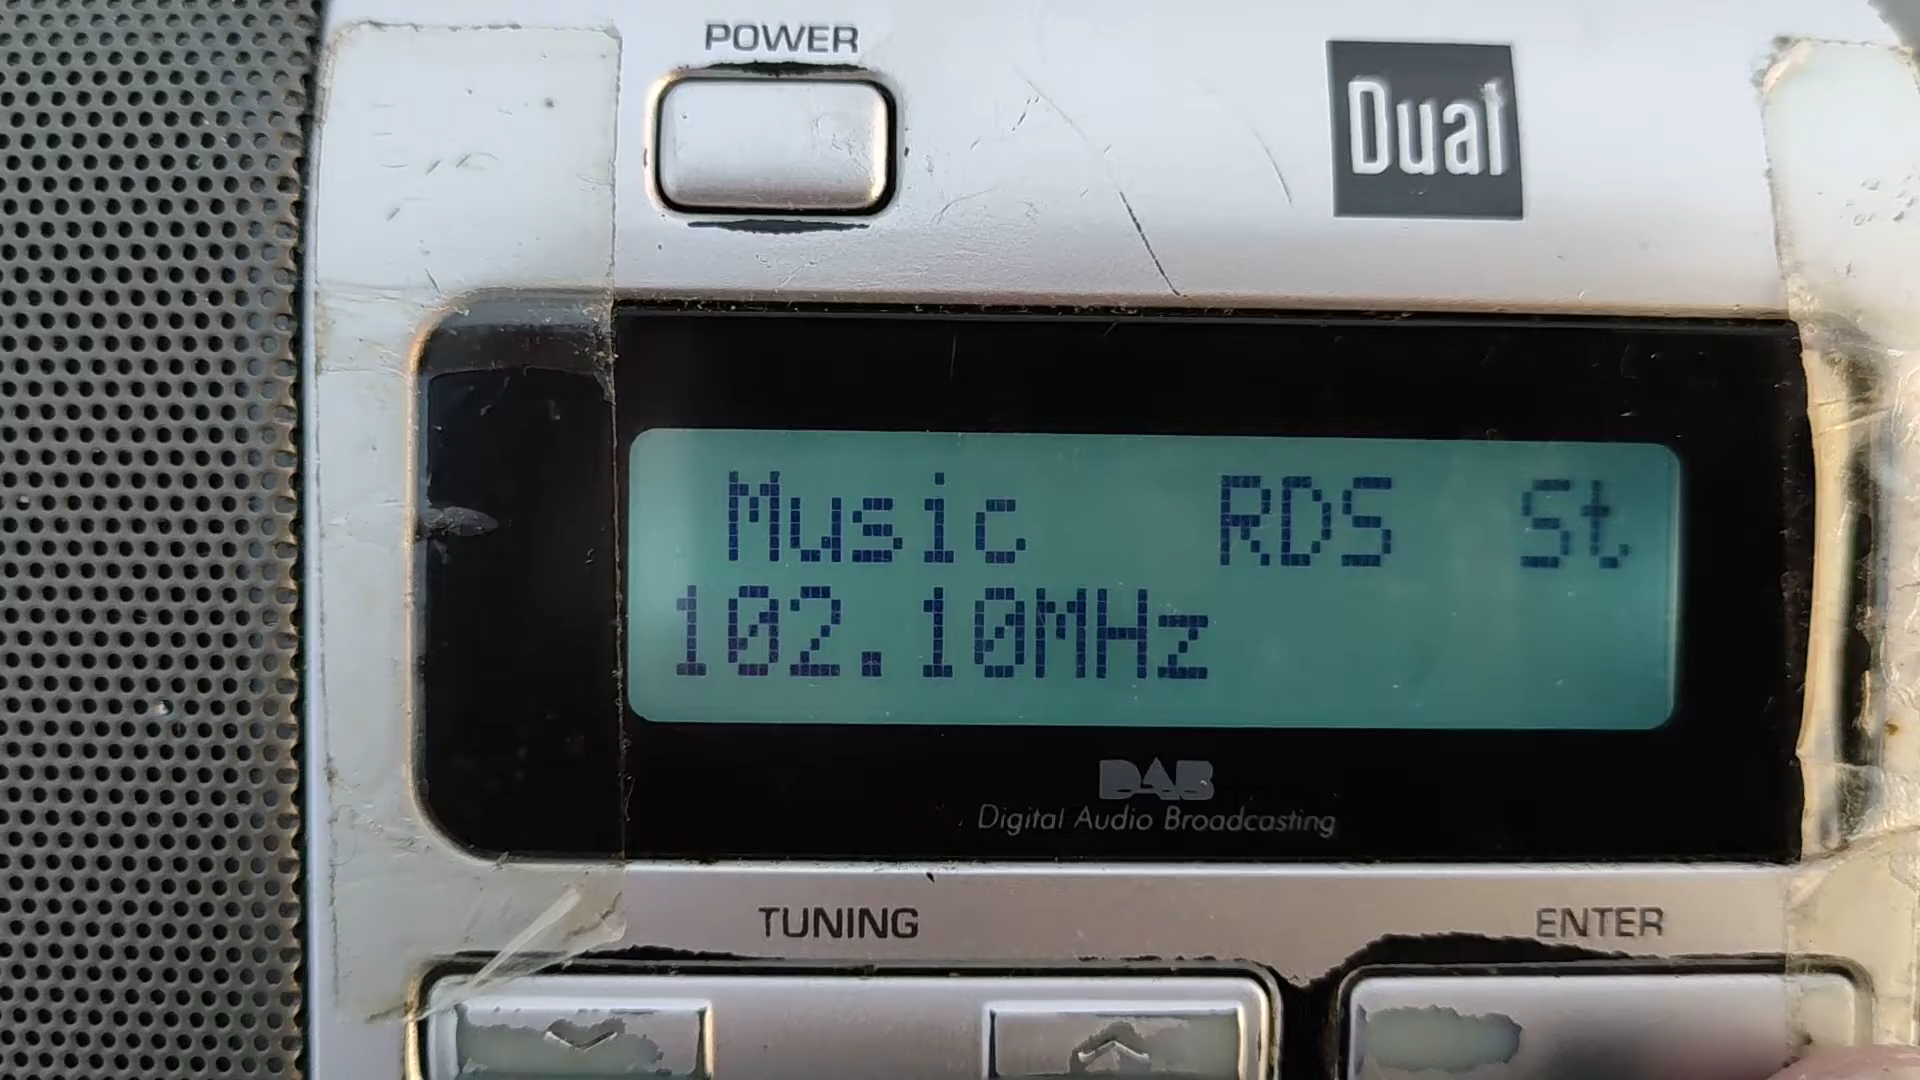 POWER
Dual
Music RDS St
102.10MHz
DAB
Digital Audio Broadcasting
TUNING
ENTER